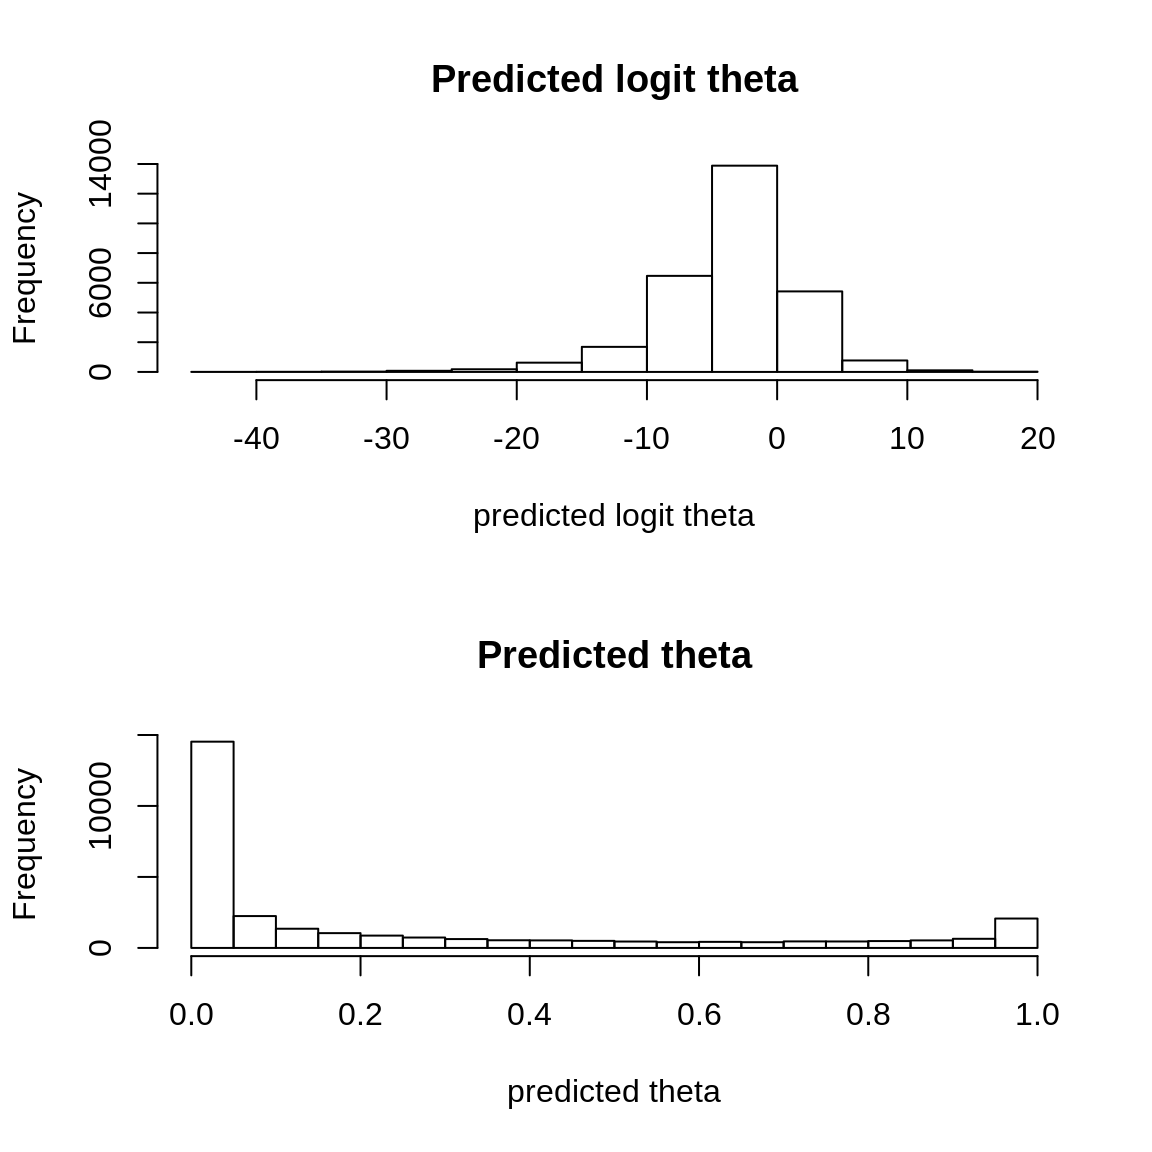 Predicted logit theta
Frequency
14000
6000
0
-40 -30 -20 -10 0 10 20
predicted logit theta
Predicted theta
Frequency
10000
0
0.0 0.2 0.4 0.6 0.8 1.0
predicted theta